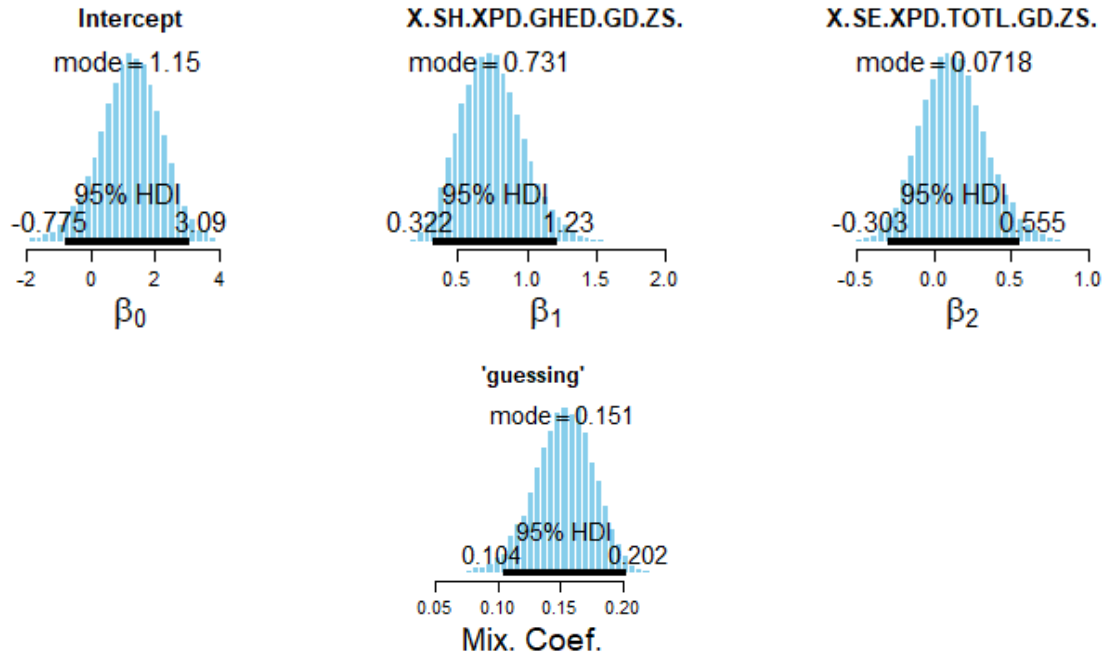 Intercept
mode = 1.15
95% HDI
-0.775 3.09
-2 0 2 4
β0
X.SH.XPD.GHED.GD.ZS.
mode = 0.731
95% HDI
0.322 1.23
0.5 1.0 1.5 2.0
β1
X.SE.XPD.TOTL.GD.ZS.
mode = 0.0718
95% HDI
-0.303 0.555
-0.5 0.0 0.5 1.0
β2
'guessing'
mode = 0.151
95% HDI
0.104 0.202
0.05 0.10 0.15 0.20
Mix. Coef.